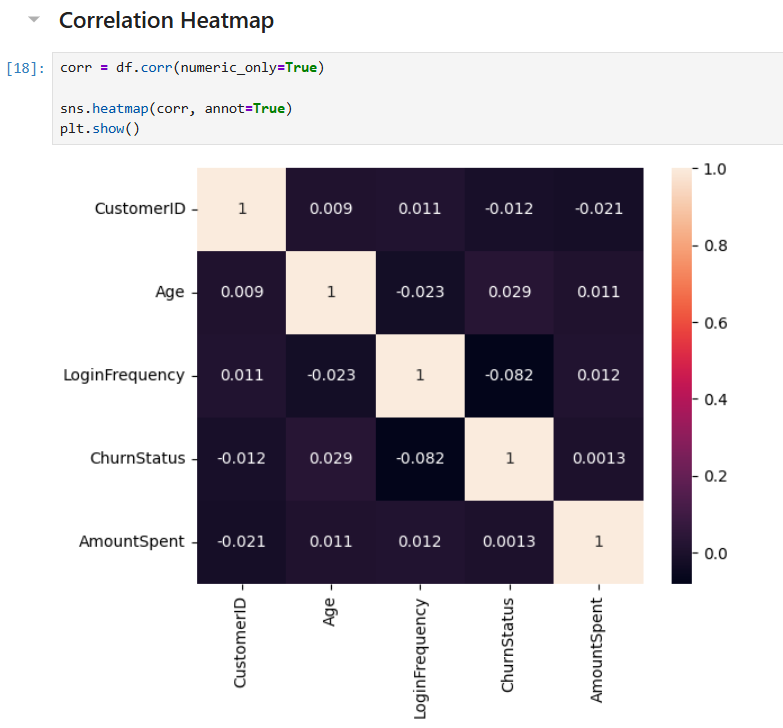 Correlation Heatmap
[18]:
corr = df.corr(numeric_only=True)
sns.heatmap(corr, annot=True)
plt.show()
CustomerID 1 0.009 0.011 -0.012 -0.021
Age 0.009 1 -0.023 0.029 0.011
LoginFrequency 0.011 -0.023 1 -0.082 0.012
ChurnStatus -0.012 0.029 -0.082 1 0.0013
AmountSpent -0.021 0.011 0.012 0.0013 1
CustomerID
Age
LoginFrequency
ChurnStatus
AmountSpent
1.0
0.8
0.6
0.4
0.2
0.0